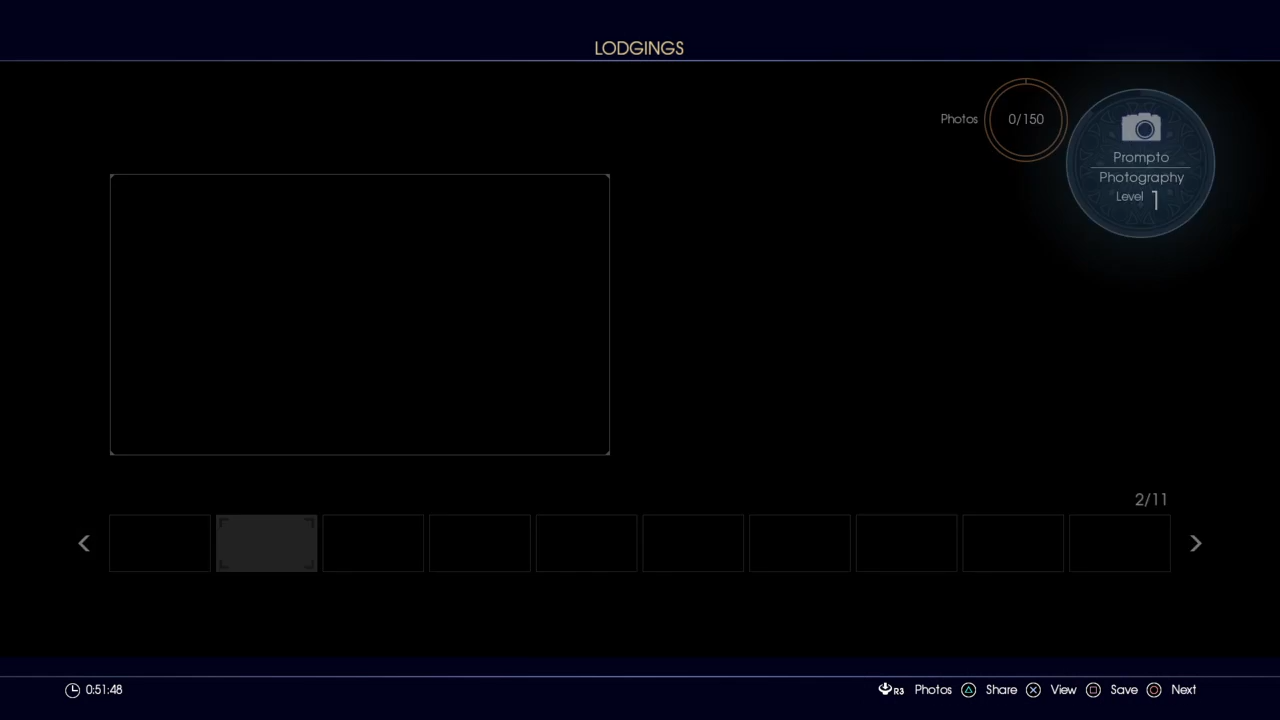 LODGINGS
Photos 0/150
Prompto
Photography
Level 1
2/11
0:51:48
R3 Photos Share View Save Next